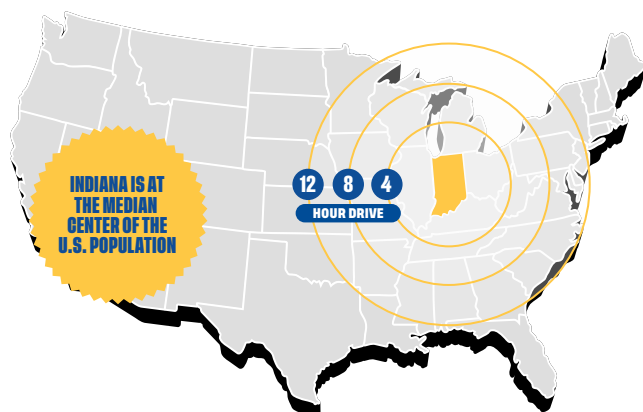 INDIANA IS AT
THE MEDIAN
CENTER OF THE
U.S. POPULATION
12 8 4
HOUR DRIVE